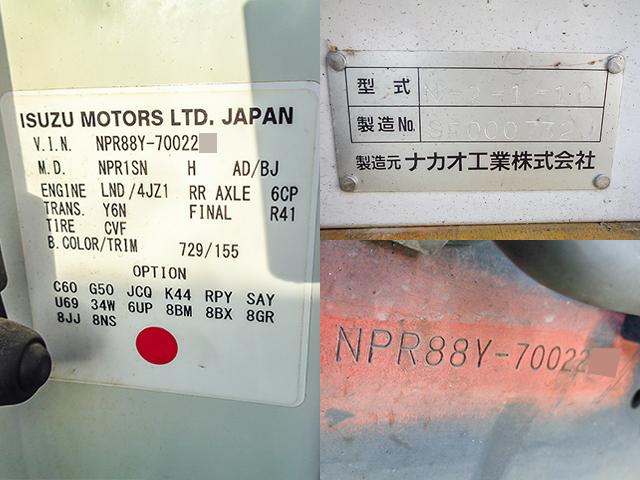 ISUZU MOTORS LTD. JAPAN
V.I.N. NPR88Y-70022
M.D. NPR1SN H AD/BJ
ENGINE LND/4JZ1 RR AXLE 6CP
TRANS. Y6N FINAL R41
TIRE CVF
B.COLOR/TRIM 729/155
OPTION
C60 G50 JCQ K44 RPY SAY
U69 34W 6UP 8BM 8BX 8GR
8JJ 8NS
型式
製造No.
製造元 ナカオ工業株式会社
NPR88Y-70022